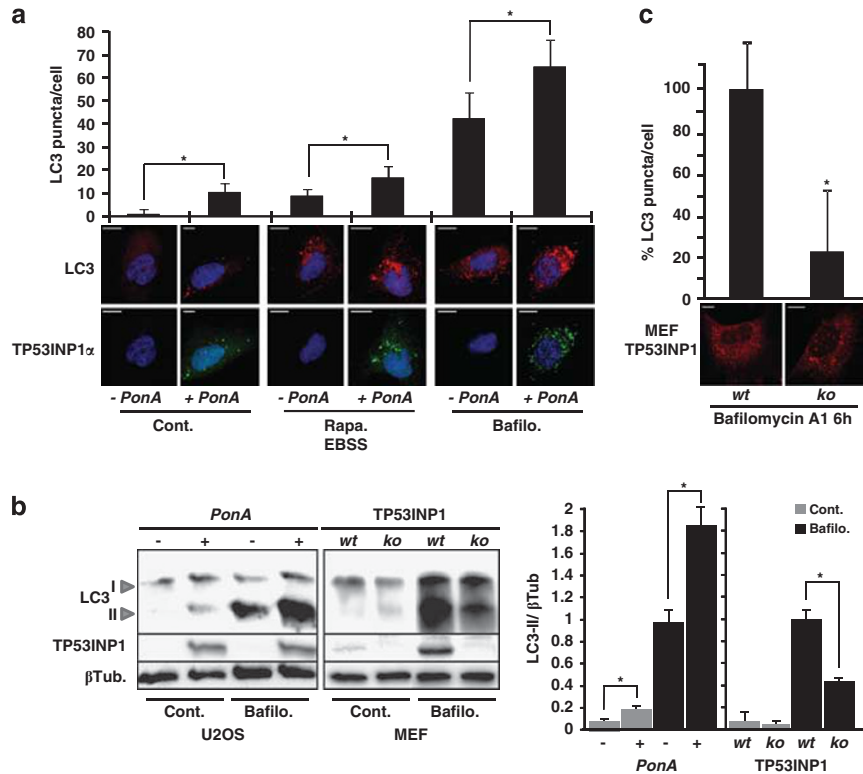 a
LC3 puncta/cell
80
70
60
50
40
30
20
10
0
*
*
*
LC3
TP53INP1α
- PonA + PonA - PonA + PonA - PonA + PonA
Cont. Rapa. EBSS Bafilo.
c
% LC3 puncta/cell
100
80
60
40
20
0
*
MEF
TP53INP1
wt ko
Bafilomycin A1 6h
b
PonA TP53INP1
- + - + wt ko wt ko
LC3
I
II
TP53INP1
βTub.
Cont. Bafilo. Cont. Bafilo.
U2OS MEF
LC3-II/ βTub
2
1.8
1.6
1.4
1.2
1
0.8
0.6
0.4
0.2
0
*
*
*
Cont.
Bafilo.
- + - + wt ko wt ko
PonA TP53INP1